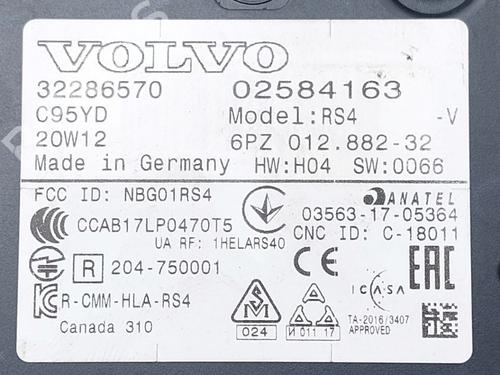 VOLVO
32286570 02584163
C95YD Model:RS4 -V
20W12 6PZ 012.882-32
Made in Germany HW:H04 SW:0066
FCC ID: NBG01RS4 ANATEL
CCAB17LP0470T5 03563-17-05364
UA RF: 1HELARS40 CNC ID: C-18011
R 204-750001 CE EAC
R-CMM-HLA-RS4 ICASA
Canada 310 024 И 011 17 TA-2016/3407
APPROVED